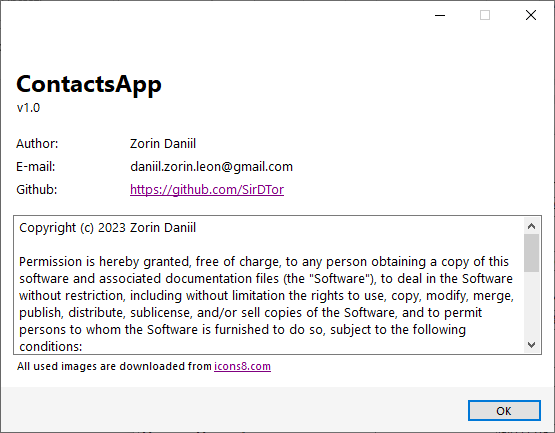 ContactsApp
v1.0
Author: Zorin Daniil
E-mail: daniil.zorin.leon@gmail.com
Github: https://github.com/SirDTor
Copyright (c) 2023 Zorin Daniil
Permission is hereby granted, free of charge, to any person obtaining a copy of this
software and associated documentation files (the "Software"), to deal in the Software
without restriction, including without limitation the rights to use, copy, modify, merge,
publish, distribute, sublicense, and/or sell copies of the Software, and to permit
persons to whom the Software is furnished to do so, subject to the following
conditions:
All used images are downloaded from icons8.com
OK